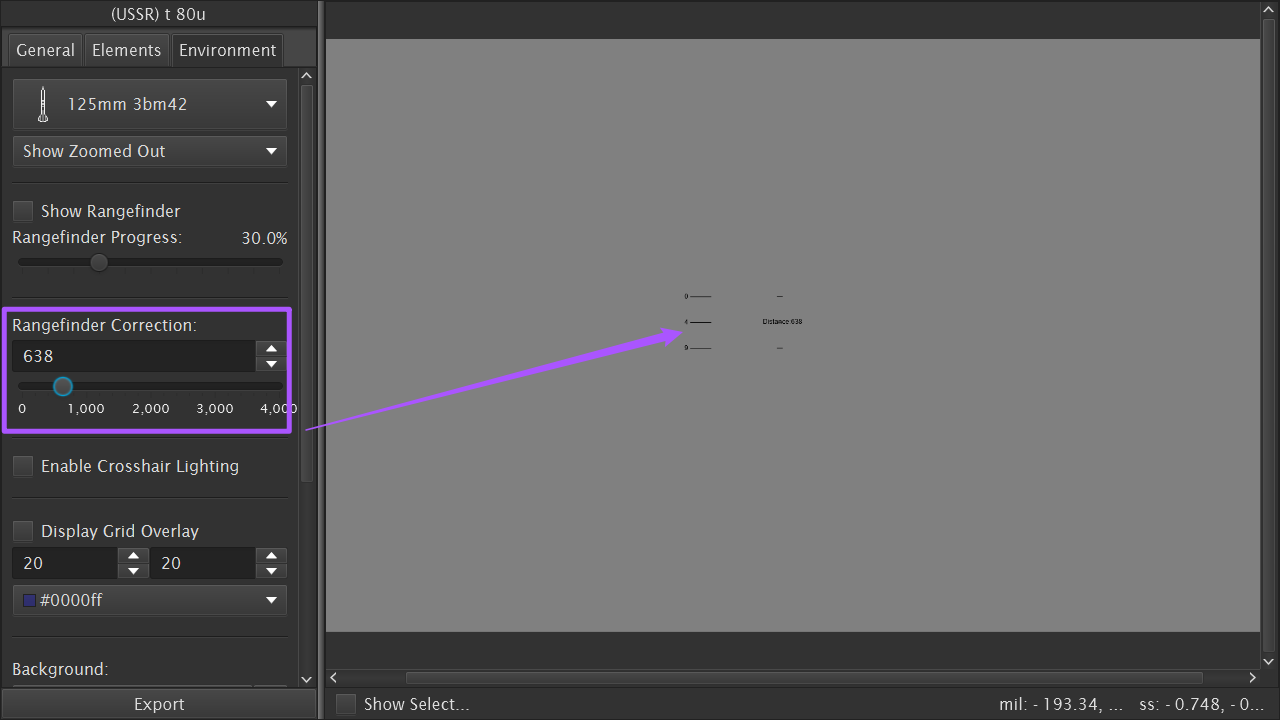 (USSR) t 80u
General Elements Environment
125mm 3bm42
Show Zoomed Out
Show Rangefinder
Rangefinder Progress: 30.0%
Rangefinder Correction:
638
0 1,000 2,000 3,000 4,000
Enable Crosshair Lighting
Display Grid Overlay
20 20
#0000ff
Background:
Export
0
4
Distance 638
9
Show Select...
mil: - 193.34, ... ss: - 0.748, - 0...